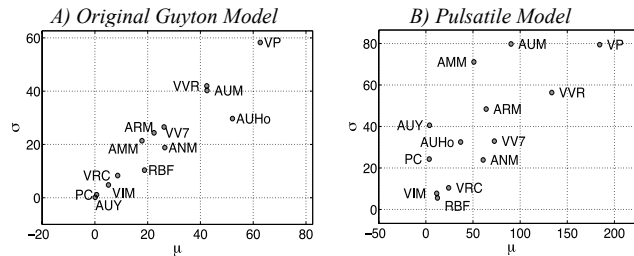 A) Original Guyton Model
B) Pulsatile Model
60
40
20
0
σ
VP
VVR
AUM
AUHo
ARM
VV7
AMM
ANM
RBF
VRC
VIM
PC
AUY
−20
0
20
40
60
80
μ
80
60
40
20
0
σ
AUM
VP
AMM
VVR
ARM
AUY
AUHo
VV7
PC
ANM
VIM
VRC
RBF
−50
0
50
100
150
200
μ